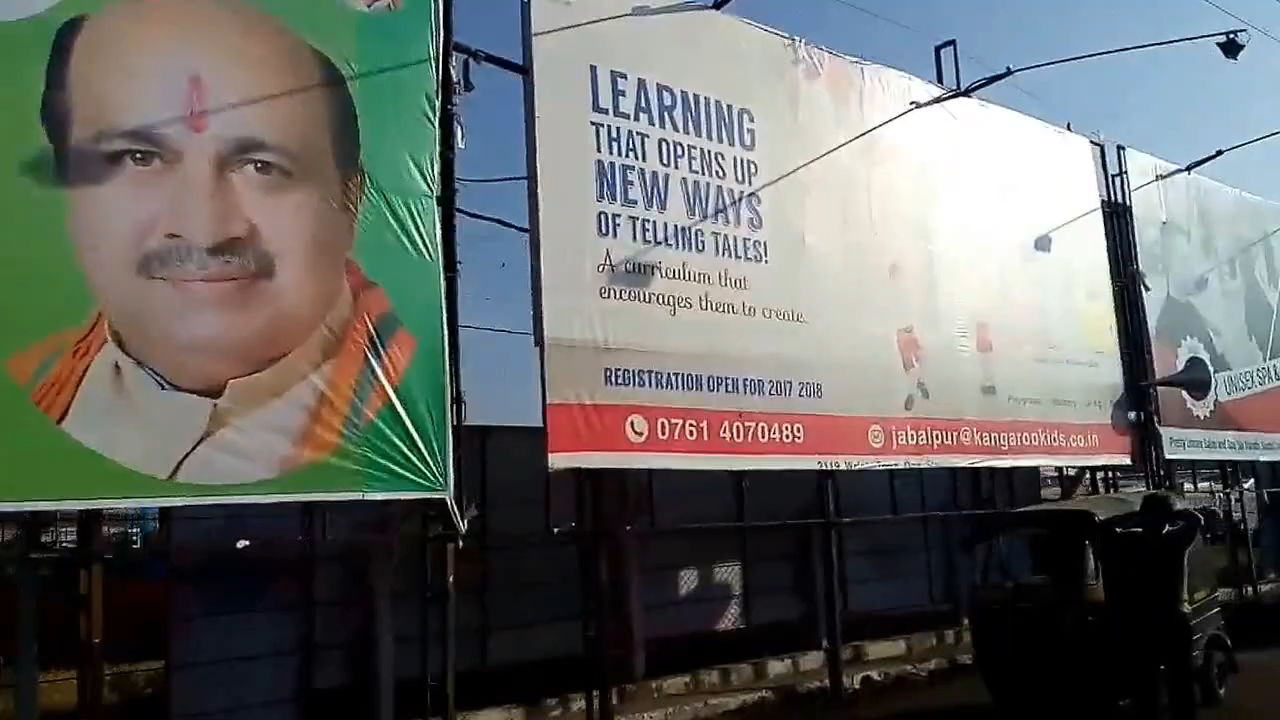 LEARNING
THAT OPENS UP
NEW WAYS
OF TELLING TALES!
A curriculum that
encourages them to create.
REGISTRATION OPEN FOR 2017-2018
0761 4070489
jabalpur@kangarookids.co.in
UNISEX SPA &